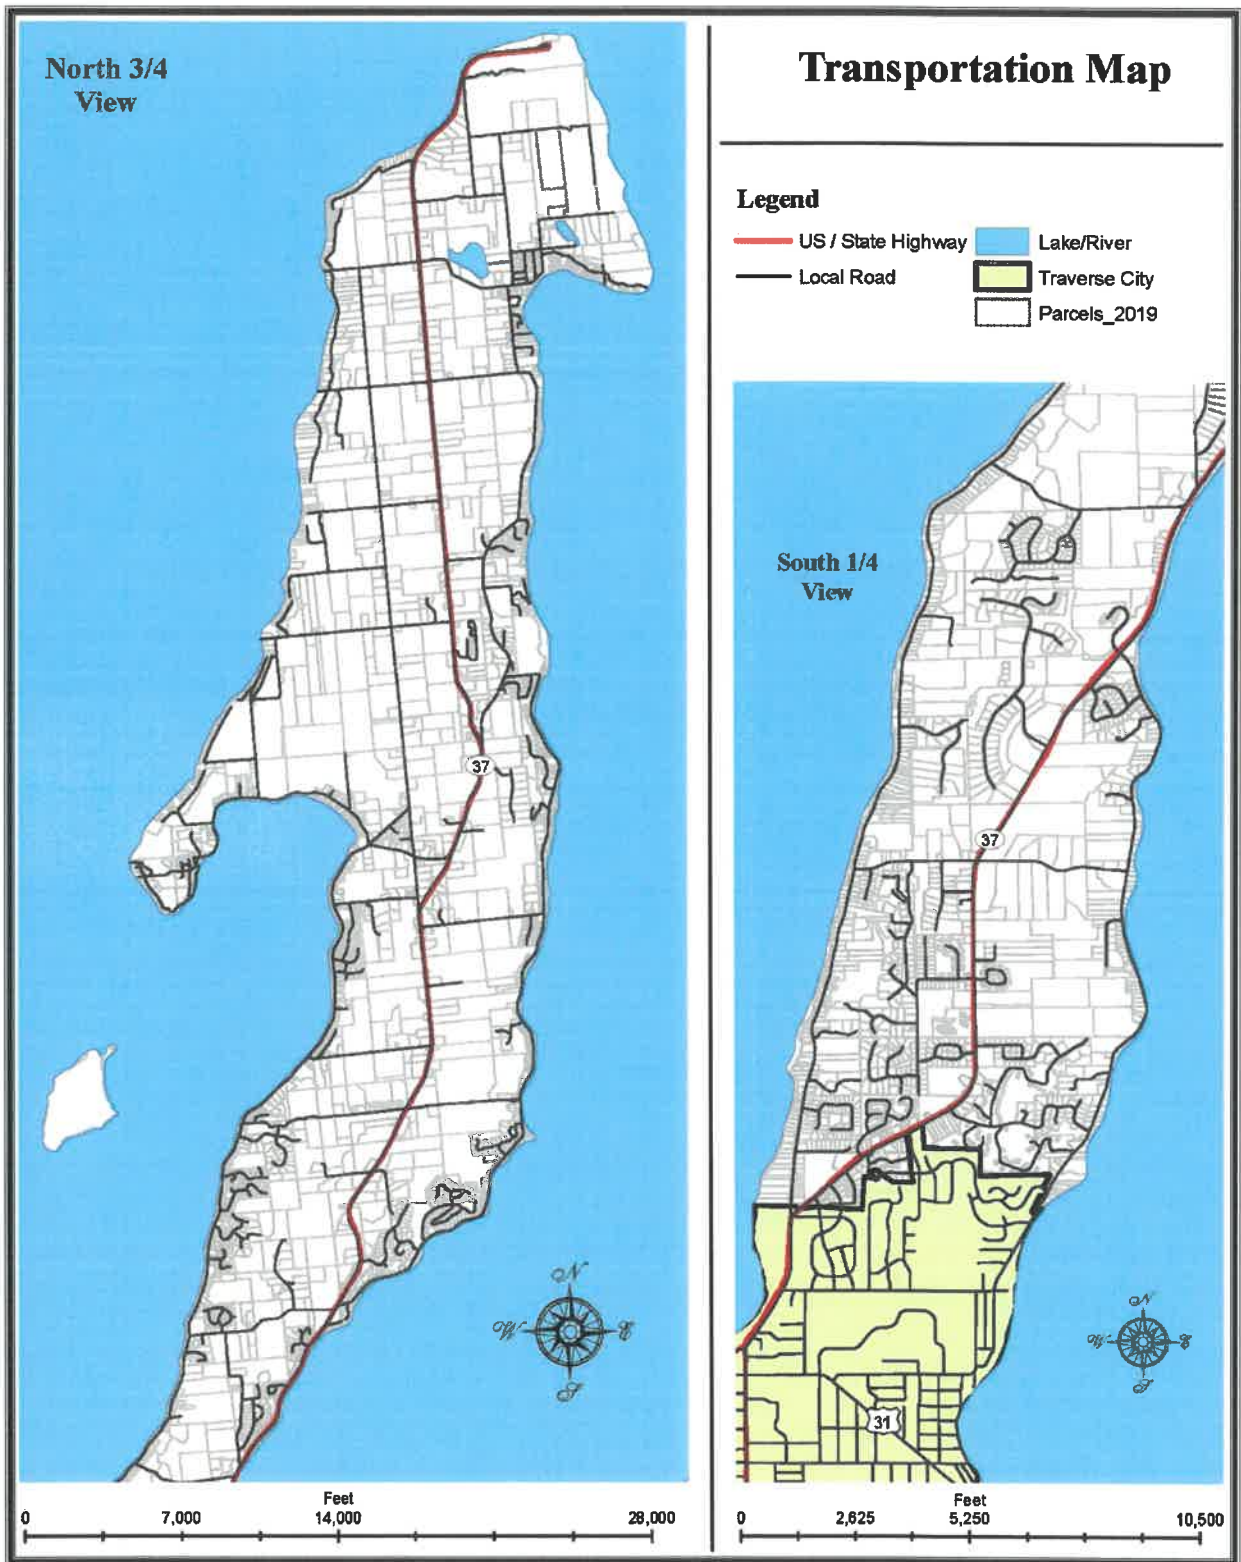 North 3/4
View
37
N
E
S
Feet
0 7,000 14,000 28,000
Transportation Map
Legend
US / State Highway
Lake/River
Local Road
Traverse City
Parcels_2019
South 1/4
View
37
31
N
E
S
Feet
0 2,625 5,250 10,500